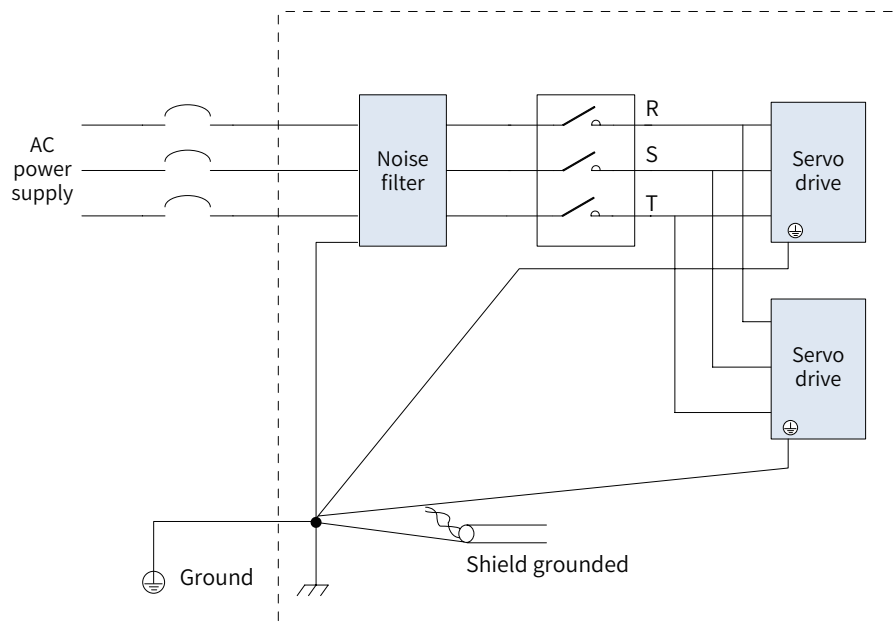 AC
power
supply
Noise
filter
R
S
T
Servo
drive
Servo
drive
Ground
Shield grounded